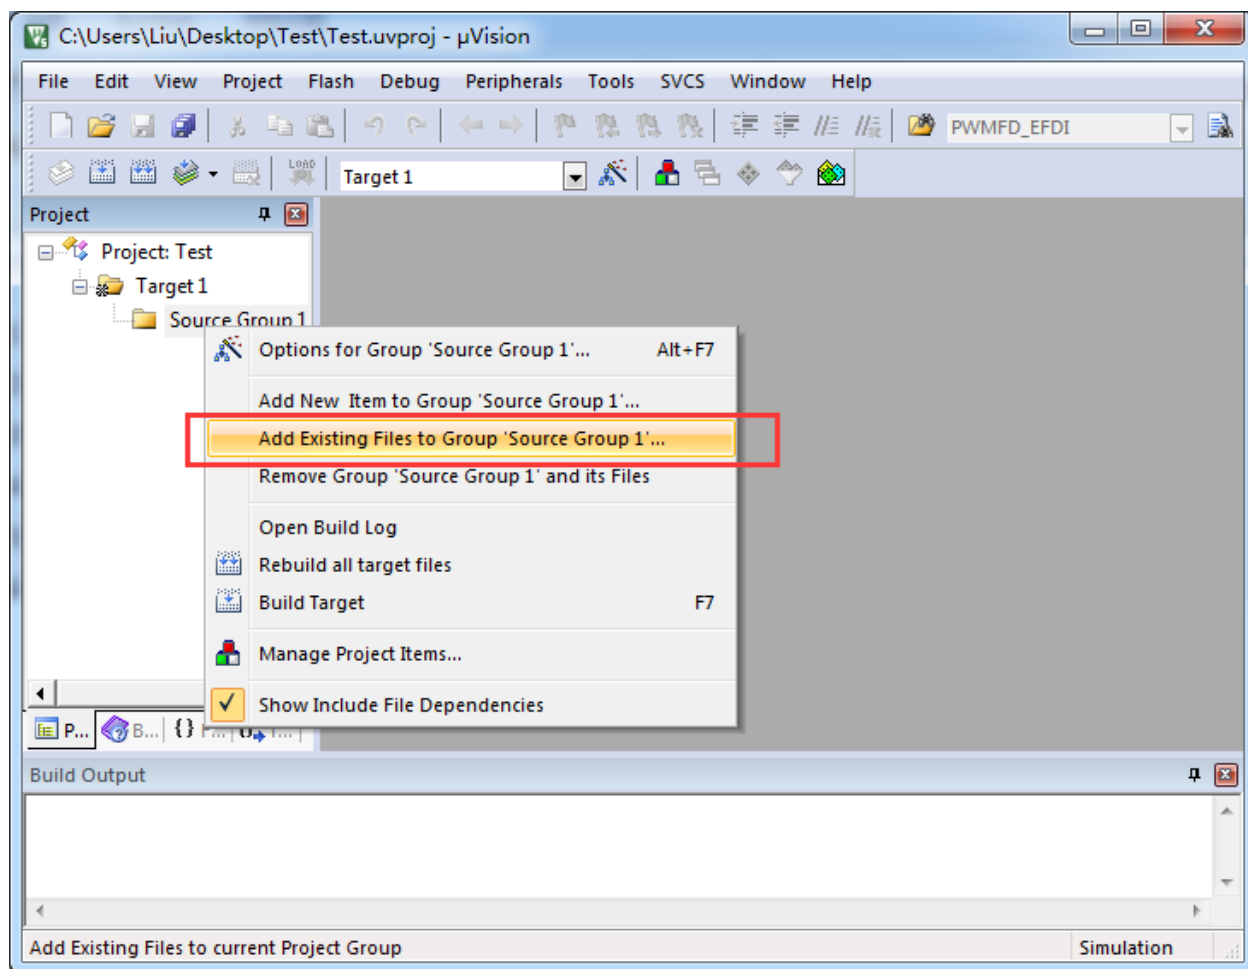 C:\Users\Liu\Desktop\Test\Test.uvproj - µVision
File Edit View Project Flash Debug Peripherals Tools SVCS Window Help
PWMFD_EFDI
LOAD Target 1
Project
Project: Test
Target 1
Source Group 1
Options for Group 'Source Group 1'... Alt+F7
Add New Item to Group 'Source Group 1'...
Add Existing Files to Group 'Source Group 1'...
Remove Group 'Source Group 1' and its Files
Open Build Log
Rebuild all target files
Build Target F7
Manage Project Items...
Show Include File Dependencies
P... B... {}
Build Output
Add Existing Files to current Project Group Simulation